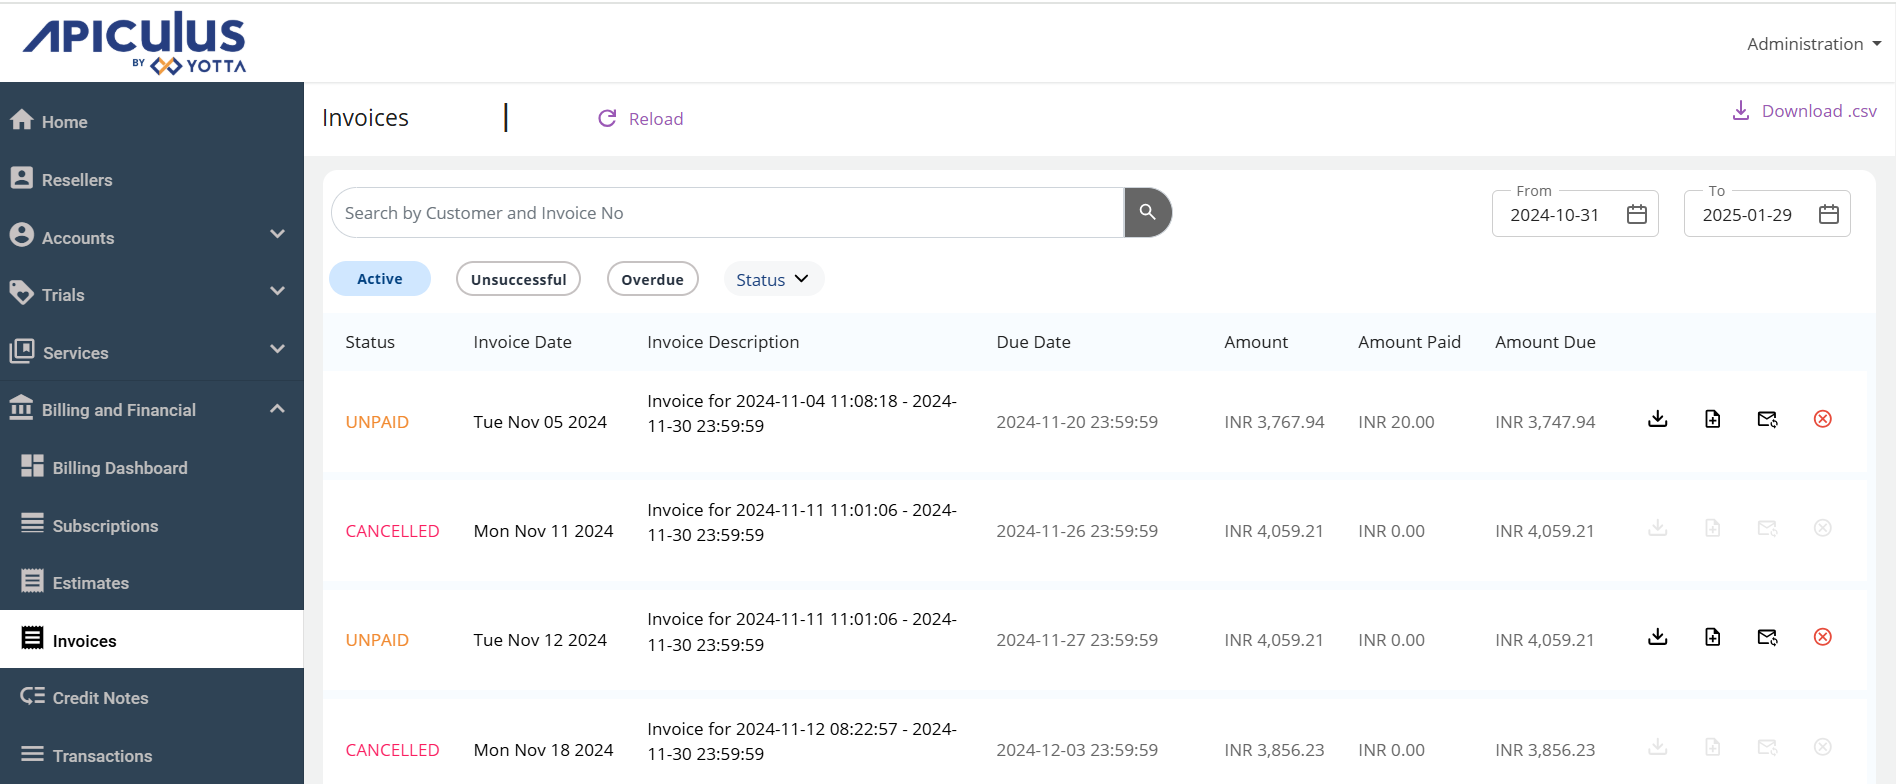 APICULUS
BY YOTTA
Administration
Home
Resellers
Accounts
Trials
Services
Billing and Financial
Billing Dashboard
Subscriptions
Estimates
Invoices
Credit Notes
Transactions
Invoices | Reload
Download .csv
Search by Customer and Invoice No
From
2024-10-31
To
2025-01-29
Active Unsuccessful Overdue Status
Status Invoice Date Invoice Description Due Date Amount Amount Paid Amount Due
UNPAID Tue Nov 05 2024 Invoice for 2024-11-04 11:08:18 - 2024-
11-30 23:59:59 2024-11-20 23:59:59 INR 3,767.94 INR 20.00 INR 3,747.94
CANCELLED Mon Nov 11 2024 Invoice for 2024-11-11 11:01:06 - 2024-
11-30 23:59:59 2024-11-26 23:59:59 INR 4,059.21 INR 0.00 INR 4,059.21
UNPAID Tue Nov 12 2024 Invoice for 2024-11-11 11:01:06 - 2024-
11-30 23:59:59 2024-11-27 23:59:59 INR 4,059.21 INR 0.00 INR 4,059.21
CANCELLED Mon Nov 18 2024 Invoice for 2024-11-12 08:22:57 - 2024-
11-30 23:59:59 2024-12-03 23:59:59 INR 3,856.23 INR 0.00 INR 3,856.23